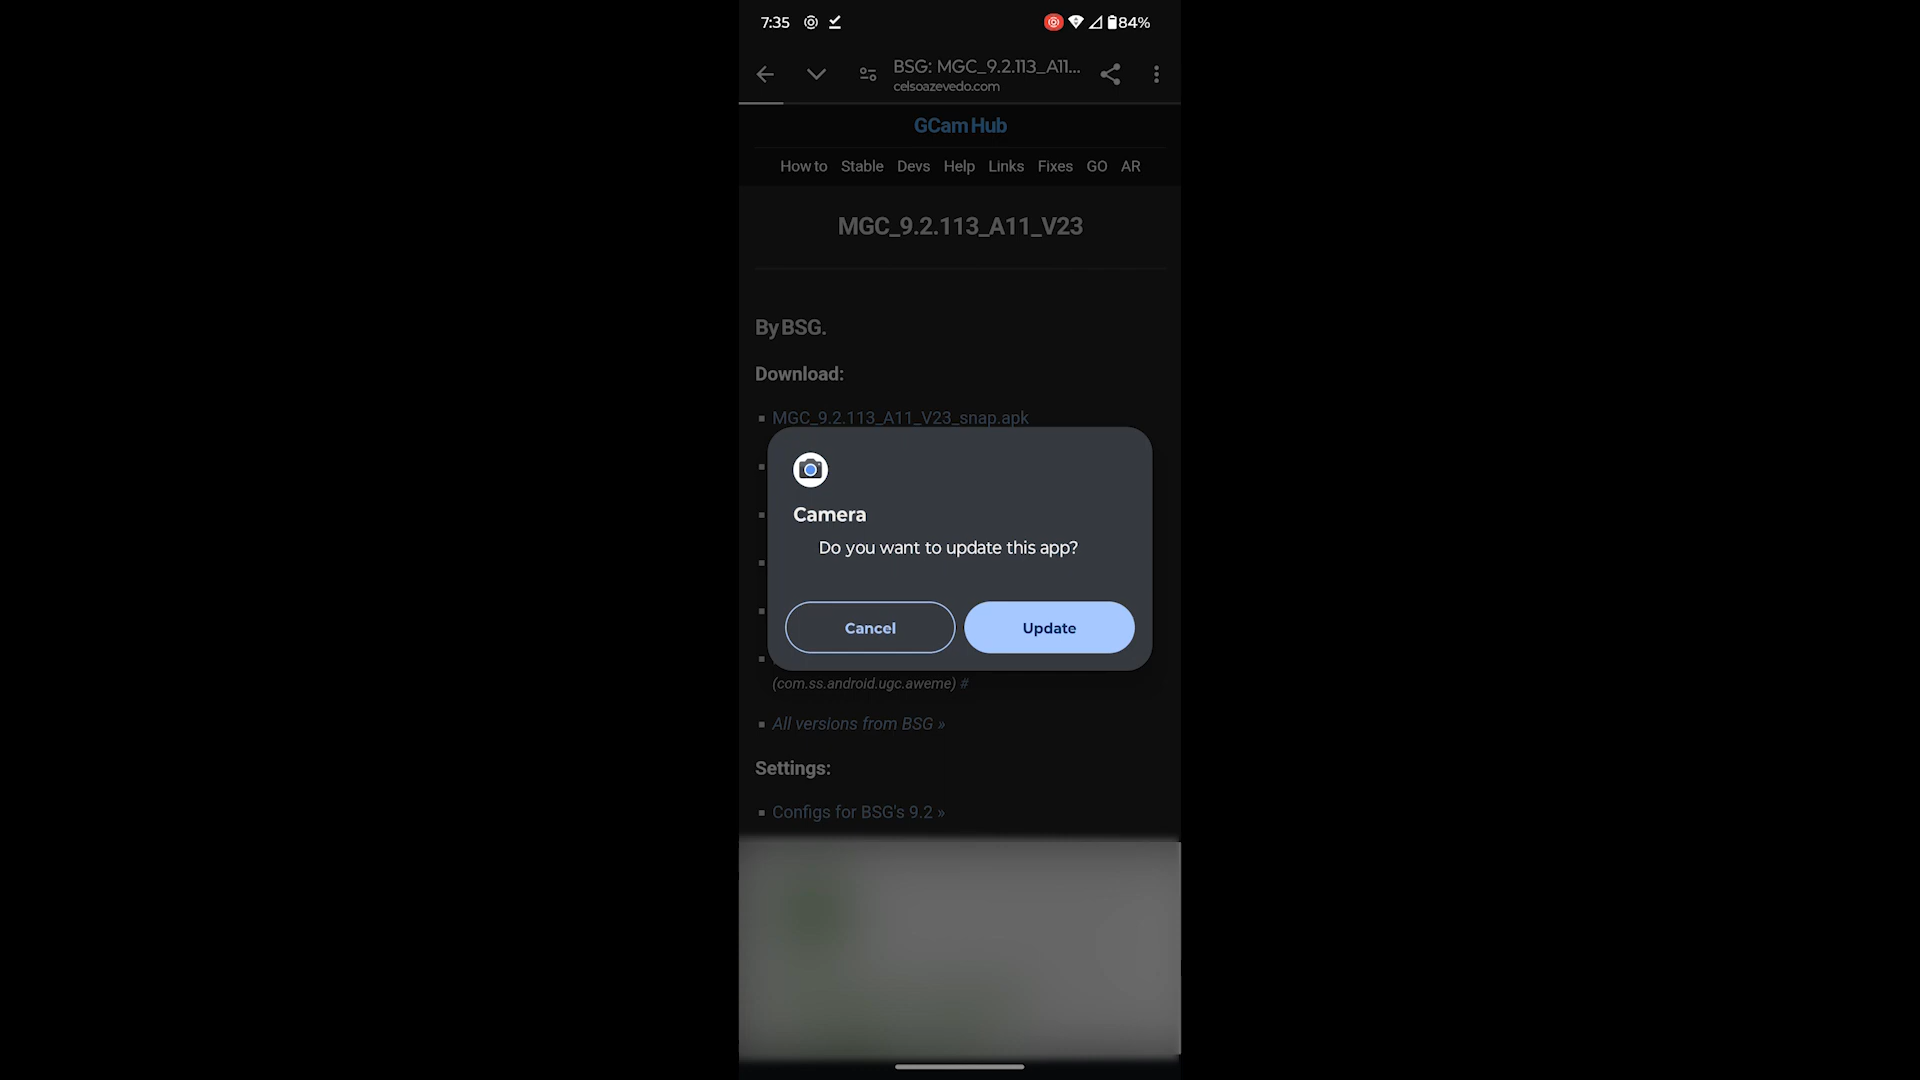 7:35
84%
BSG: MGC_9.2.113_A11...
celsoazevedo.com
GCam Hub
How to Stable Devs Help Links Fixes GO AR
MGC_9.2.113_A11_V23
By BSG.
Download:
MGC_9.2.113_A11_V23_snap.apk
Camera
Do you want to update this app?
Cancel
Update
(com.ss.android.ugc.aweme) #
All versions from BSG »
Settings:
Configs for BSG's 9.2 »